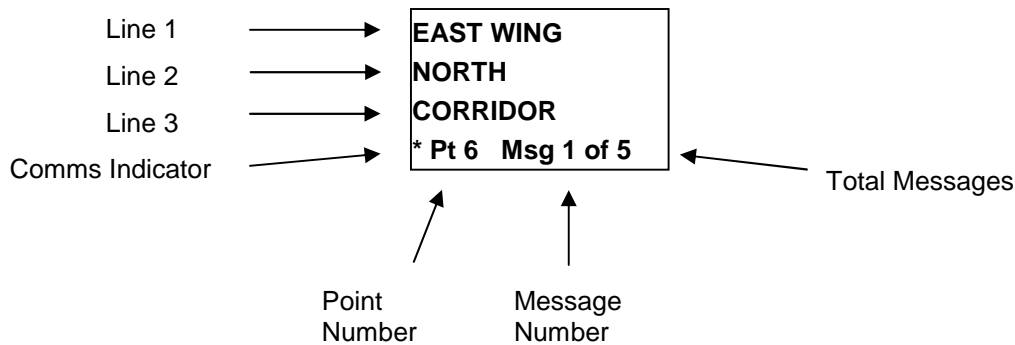 Line 1
EAST WING
Line 2
NORTH
Line 3
CORRIDOR
Comms Indicator
* Pt 6 Msg 1 of 5
Total Messages
Point
Number
Message
Number